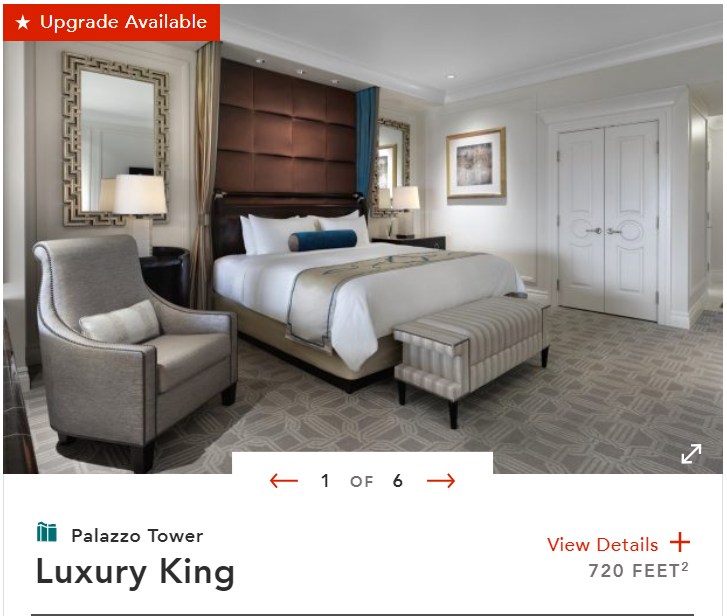 ★ Upgrade Available
← 1 OF 6 →
Palazzo Tower
Luxury King
View Details +
720 FEET²